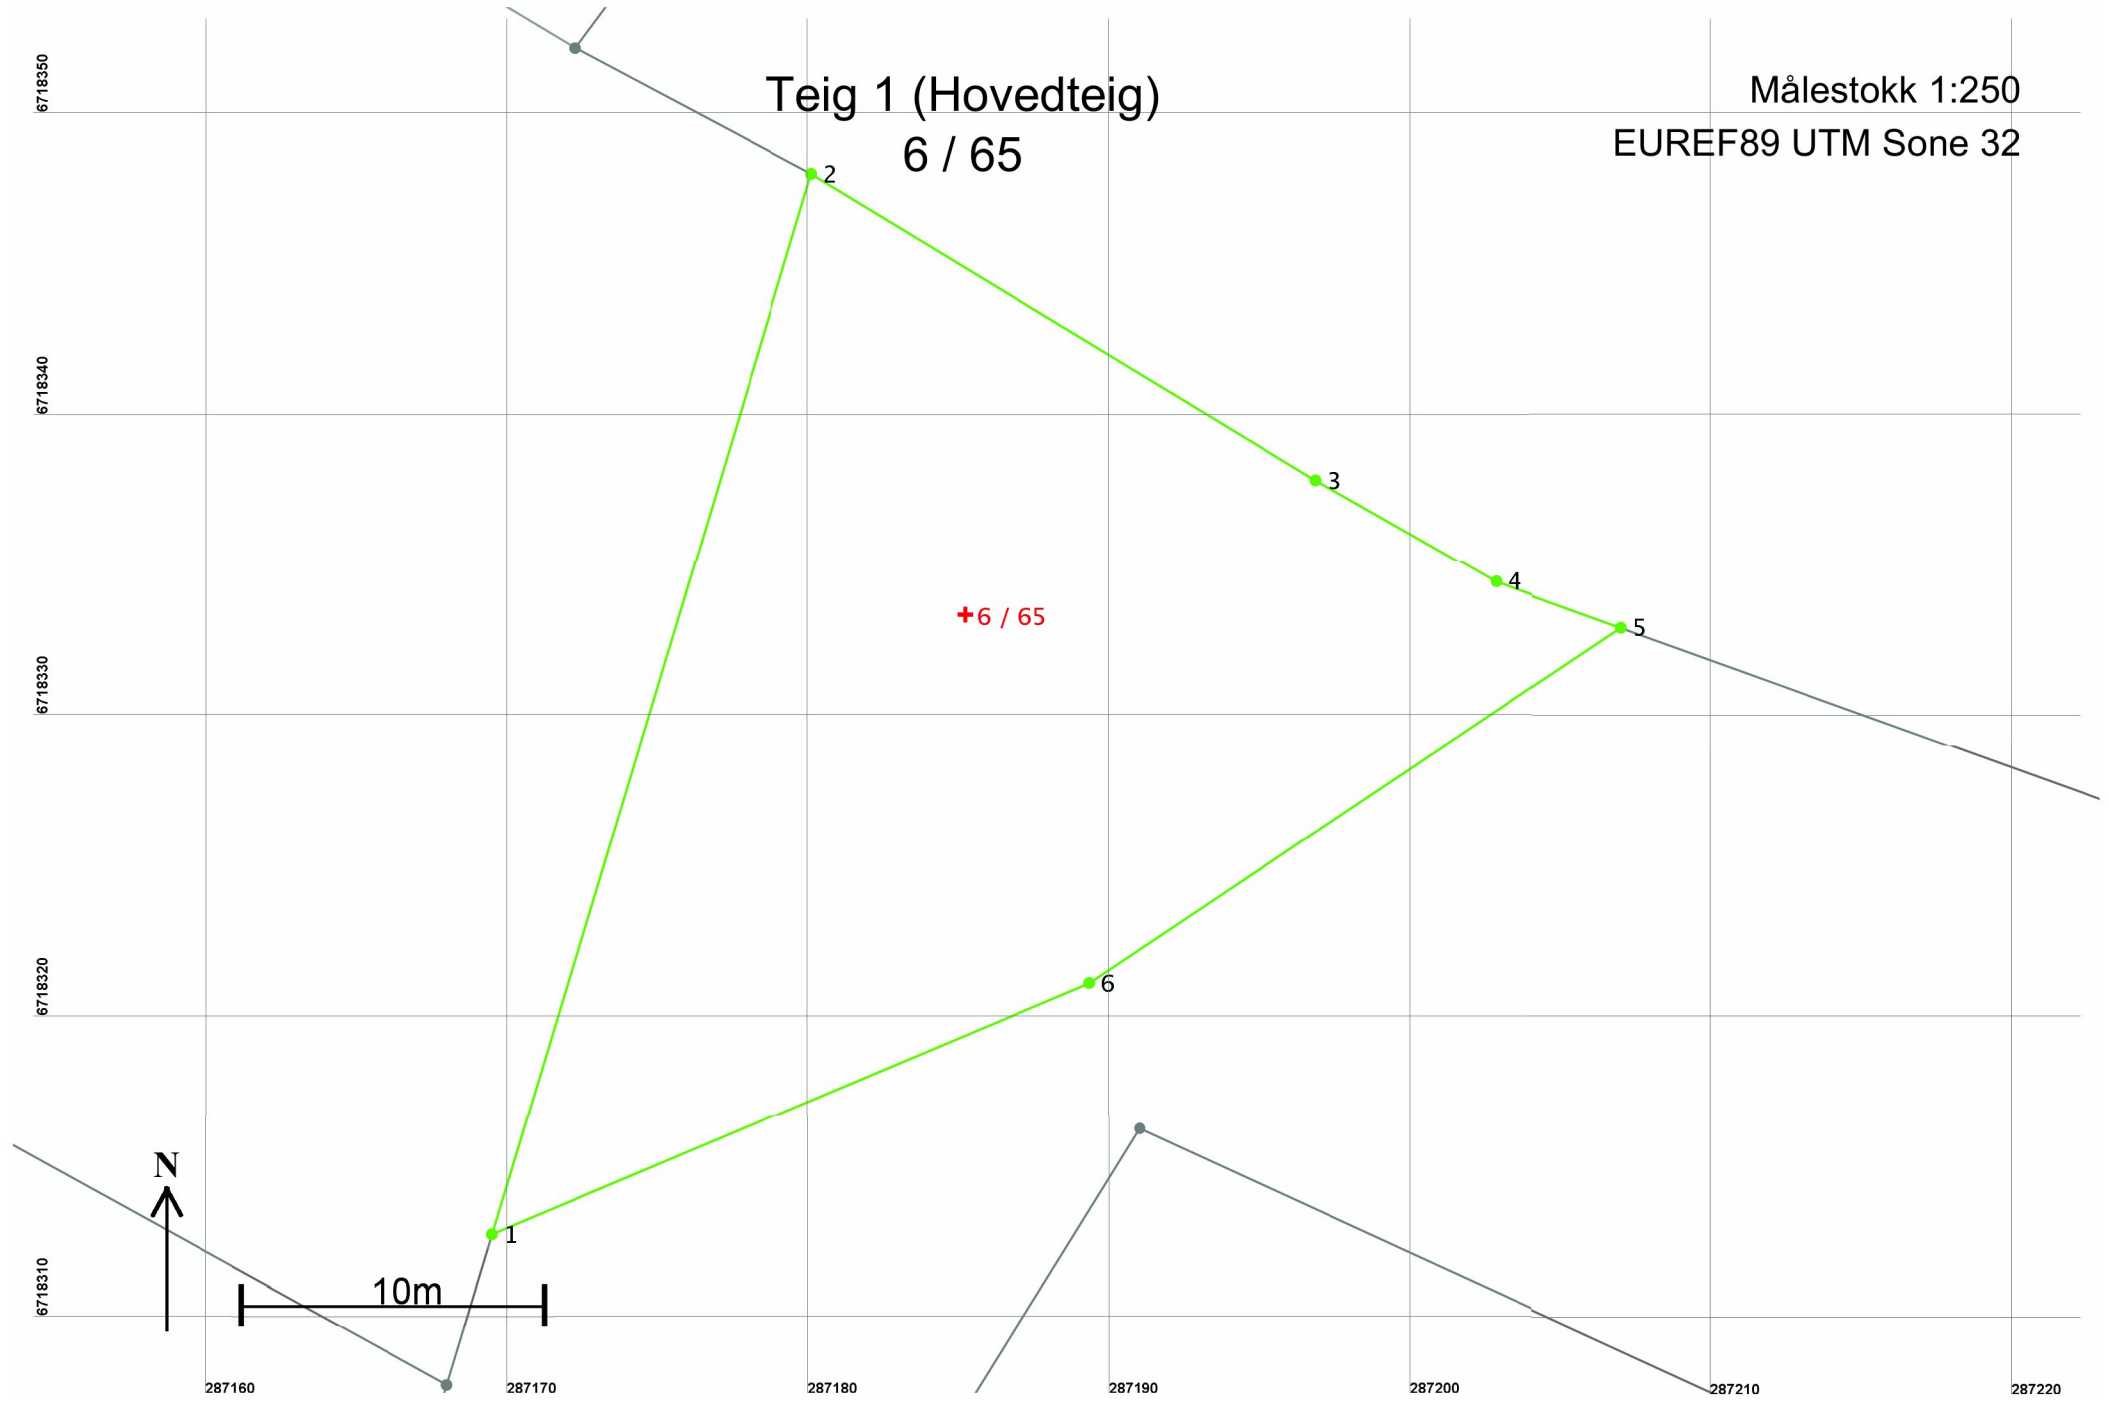 Teig 1 (Hovedteig)
6 / 65
Målestokk 1:250
EUREF89 UTM Sone 32
6718350
6718340
6718330
6718320
6718310
2
3
4
5
6 / 65
6
1
N
10m
287160
287170
287180
287190
287200
287210
287220